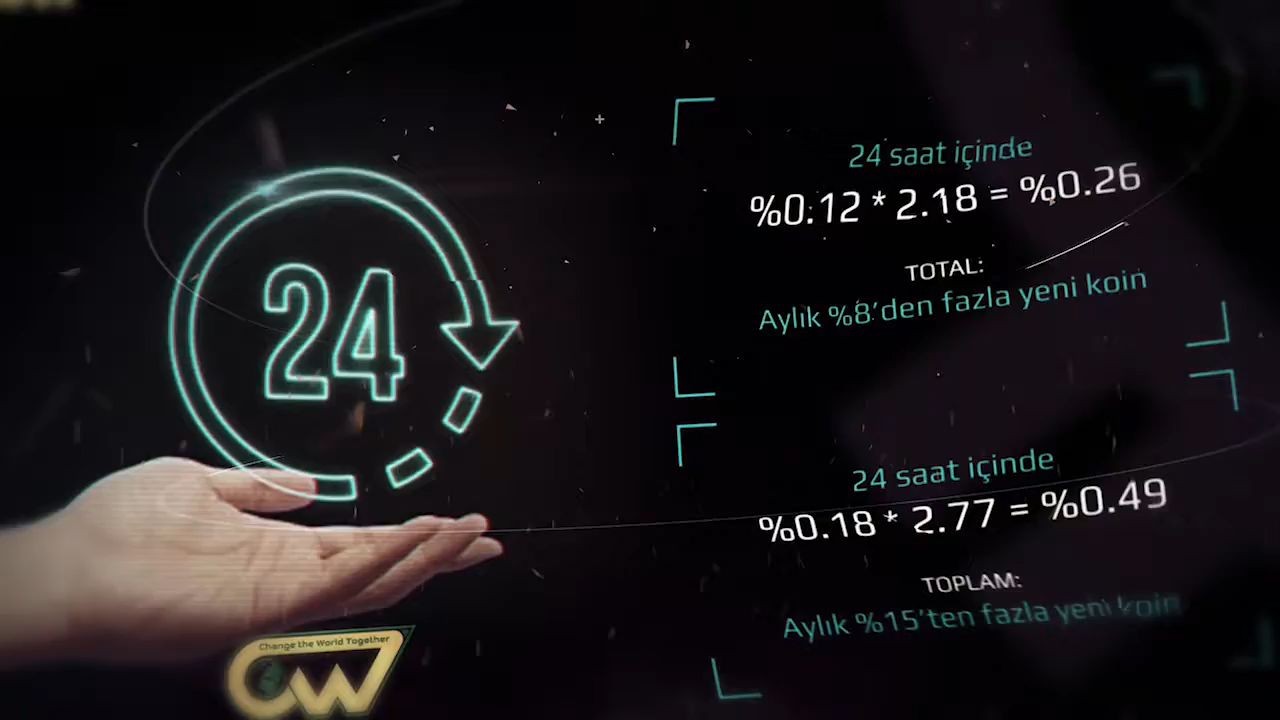 24
Change the World Together
CW
24 saat içinde
%0.12 * 2.18 = %0.26
TOTAL:
Aylık %8'den fazla yeni koin
24 saat içinde
%0.18 * 2.77 = %0.49
TOPLAM:
Aylık %15'ten fazla yeni koin